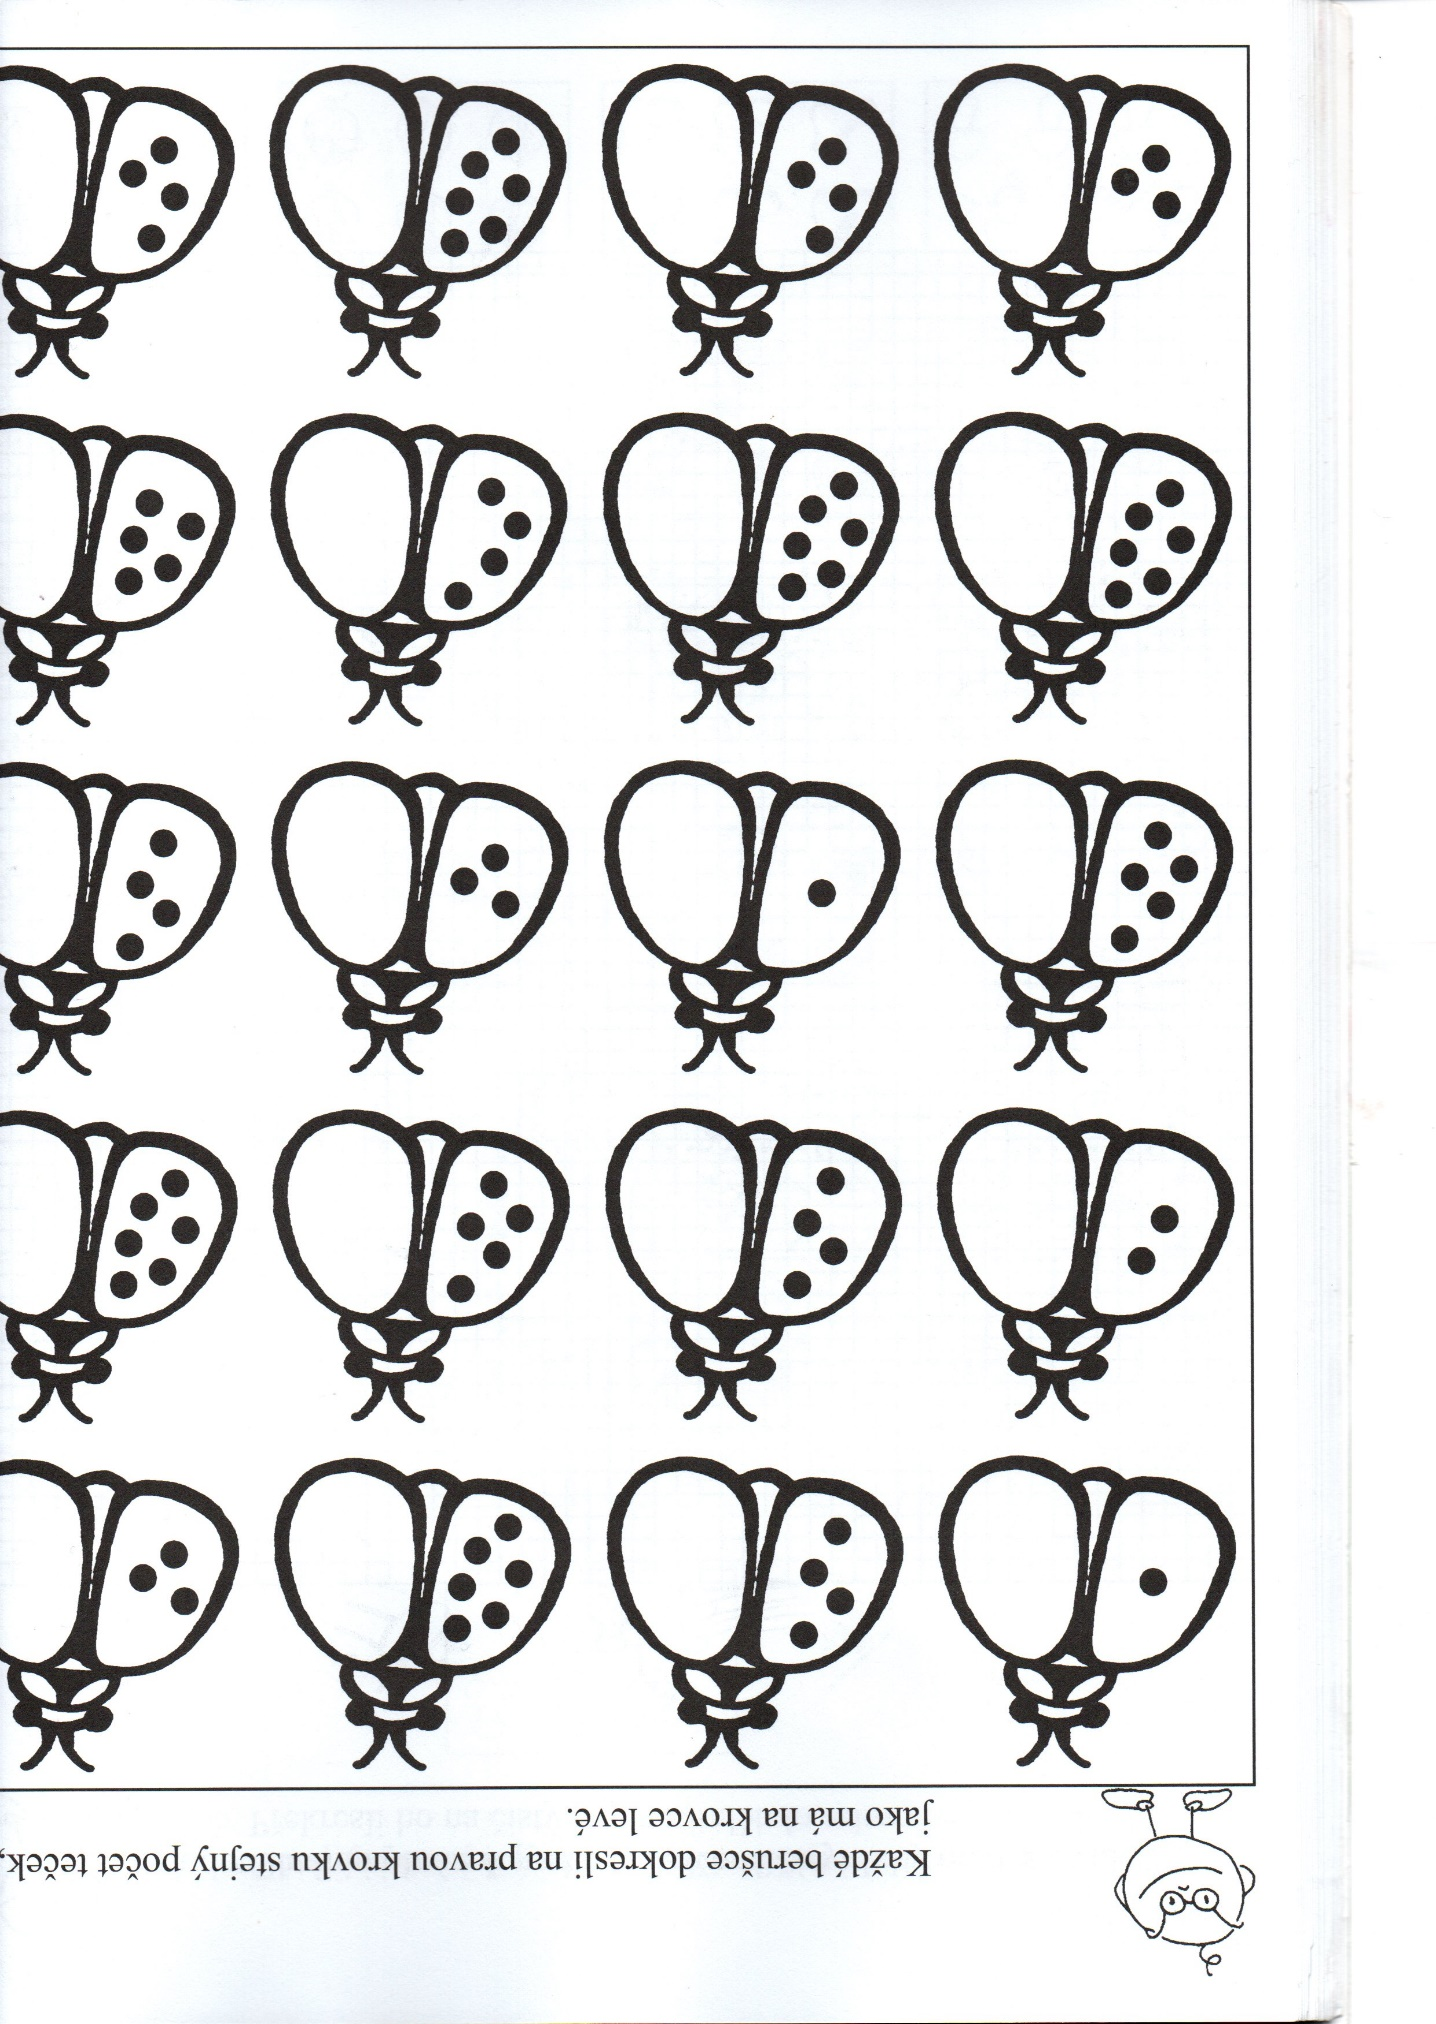 Každé berušce dokresli na pravou krovku stejný počet teček,
jako má na krovce levé.